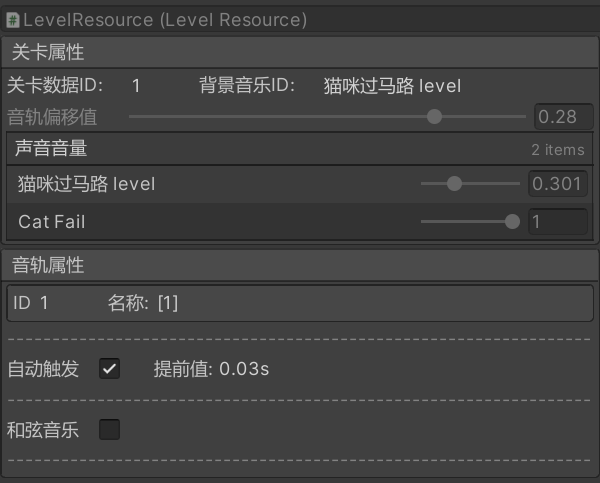 LevelResource (Level Resource)
关卡属性
关卡数据ID: 1 背景音乐ID: 猫咪过马路 level
音轨偏移值 0.28
声音音量 2 items
猫咪过马路 level 0.301
Cat Fail 1
音轨属性
ID 1 名称: [1]
自动触发 提前值: 0.03s
和弦音乐